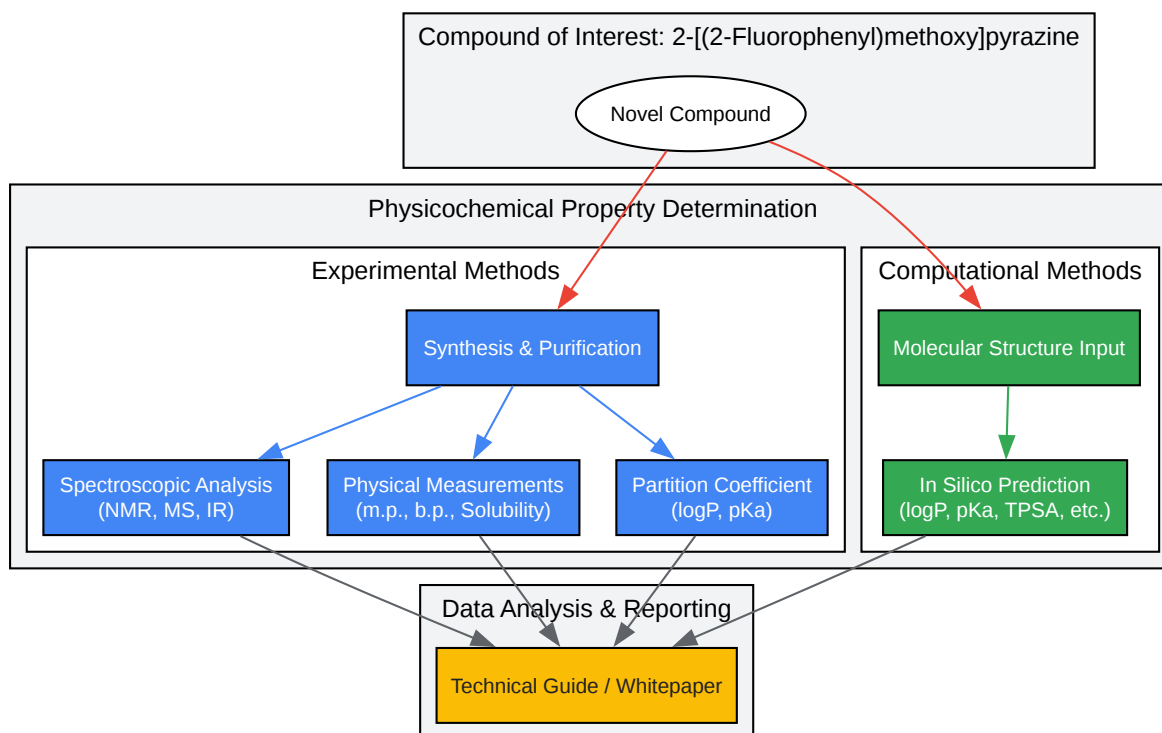 Compound of Interest: 2-[(2-Fluorophenyl)methoxy]pyrazine
Novel Compound
Physicochemical Property Determination
Experimental Methods
Computational Methods
Synthesis & Purification
Molecular Structure Input
Spectroscopic Analysis
(NMR, MS, IR)
Physical Measurements
(m.p., b.p., Solubility)
Partition Coefficient
(logP, pKa)
In Silico Prediction
(logP, pKa, TPSA, etc.)
Data Analysis & Reporting
Technical Guide / Whitepaper